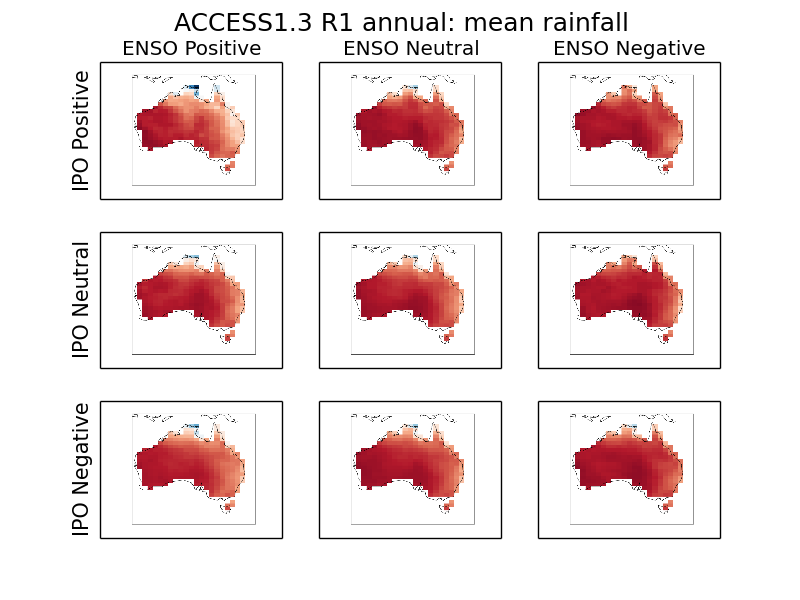 ACCESS1.3 R1 annual: mean rainfall
ENSO Positive
ENSO Neutral
ENSO Negative
IPO Positive
IPO Neutral
IPO Negative